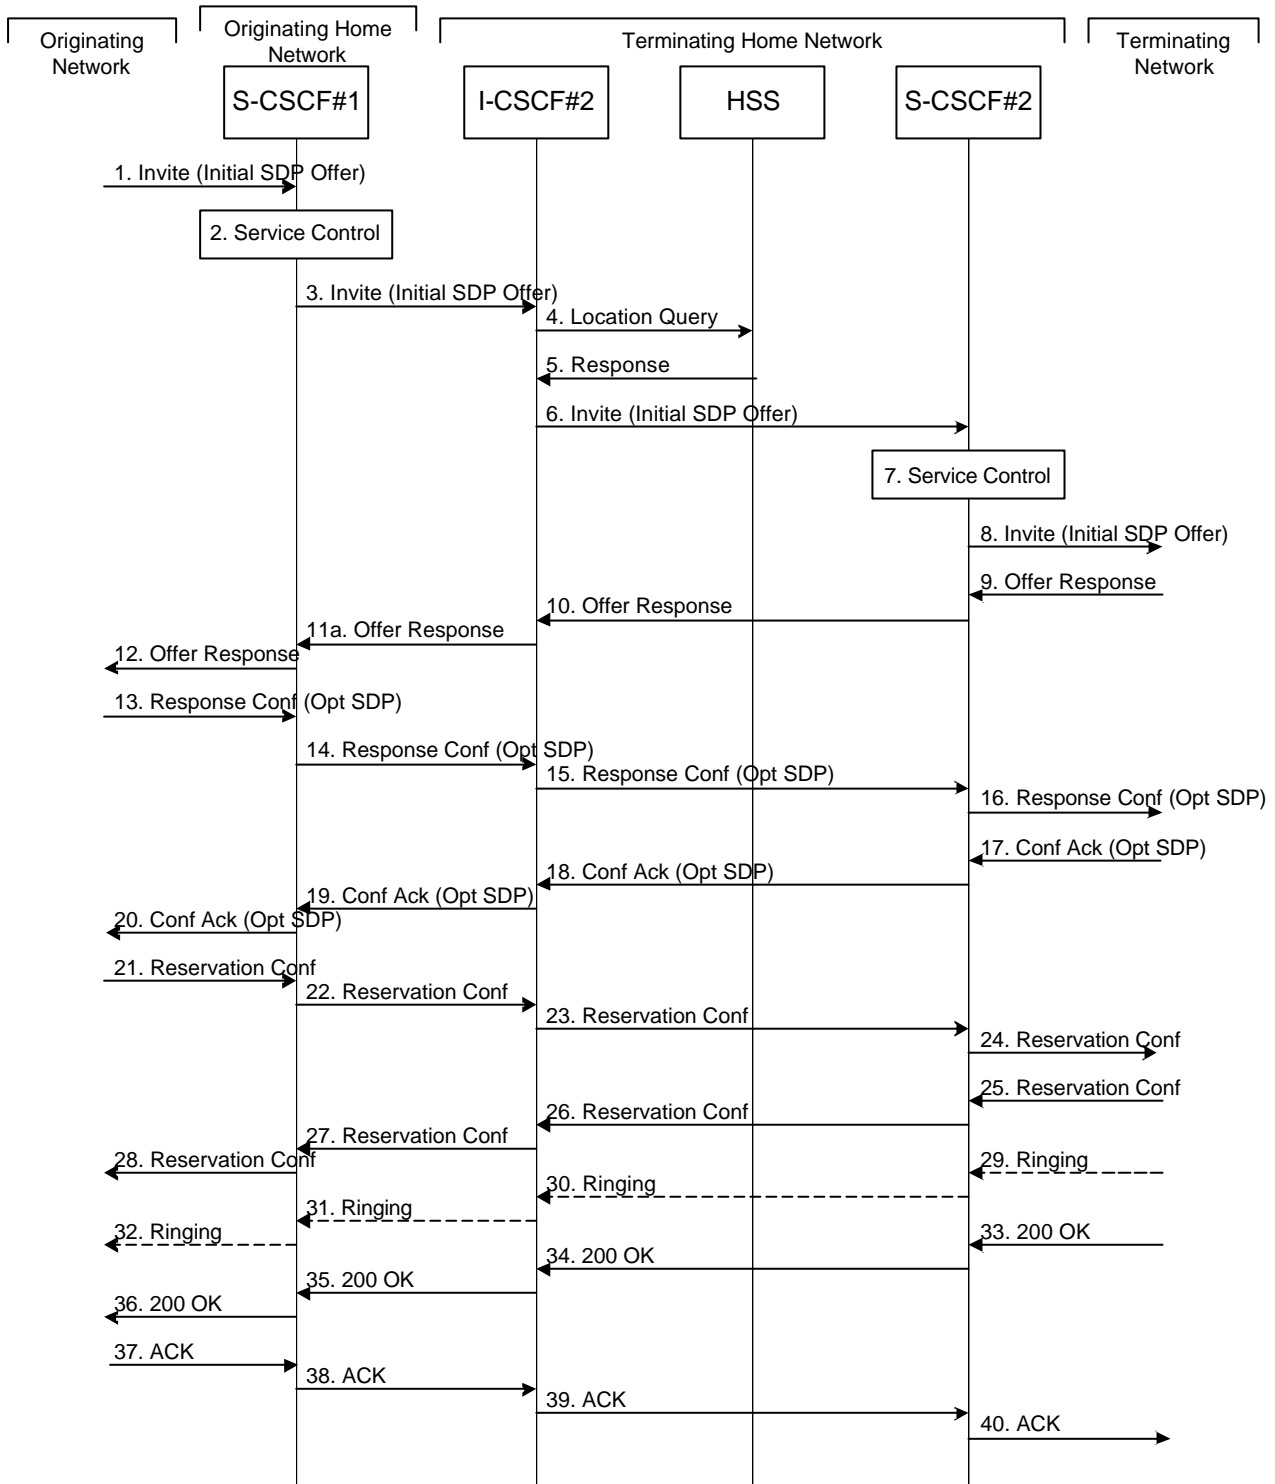 Originating
Network
Originating Home
Network
Terminating Home Network
Terminating
Network
S-CSCF#1
I-CSCF#2
HSS
S-CSCF#2
1. Invite (Initial SDP Offer)
2. Service Control
3. Invite (Initial SDP Offer)
4. Location Query
5. Response
6. Invite (Initial SDP Offer)
7. Service Control
8. Invite (Initial SDP Offer)
9. Offer Response
10. Offer Response
11a. Offer Response
12. Offer Response
13. Response Conf (Opt SDP)
14. Response Conf (Opt SDP)
15. Response Conf (Opt SDP)
16. Response Conf (Opt SDP)
17. Conf Ack (Opt SDP)
18. Conf Ack (Opt SDP)
19. Conf Ack (Opt SDP)
20. Conf Ack (Opt SDP)
21. Reservation Conf
22. Reservation Conf
23. Reservation Conf
24. Reservation Conf
25. Reservation Conf
26. Reservation Conf
27. Reservation Conf
28. Reservation Conf
29. Ringing
30. Ringing
31. Ringing
32. Ringing
33. 200 OK
34. 200 OK
35. 200 OK
36. 200 OK
37. ACK
38. ACK
39. ACK
40. ACK